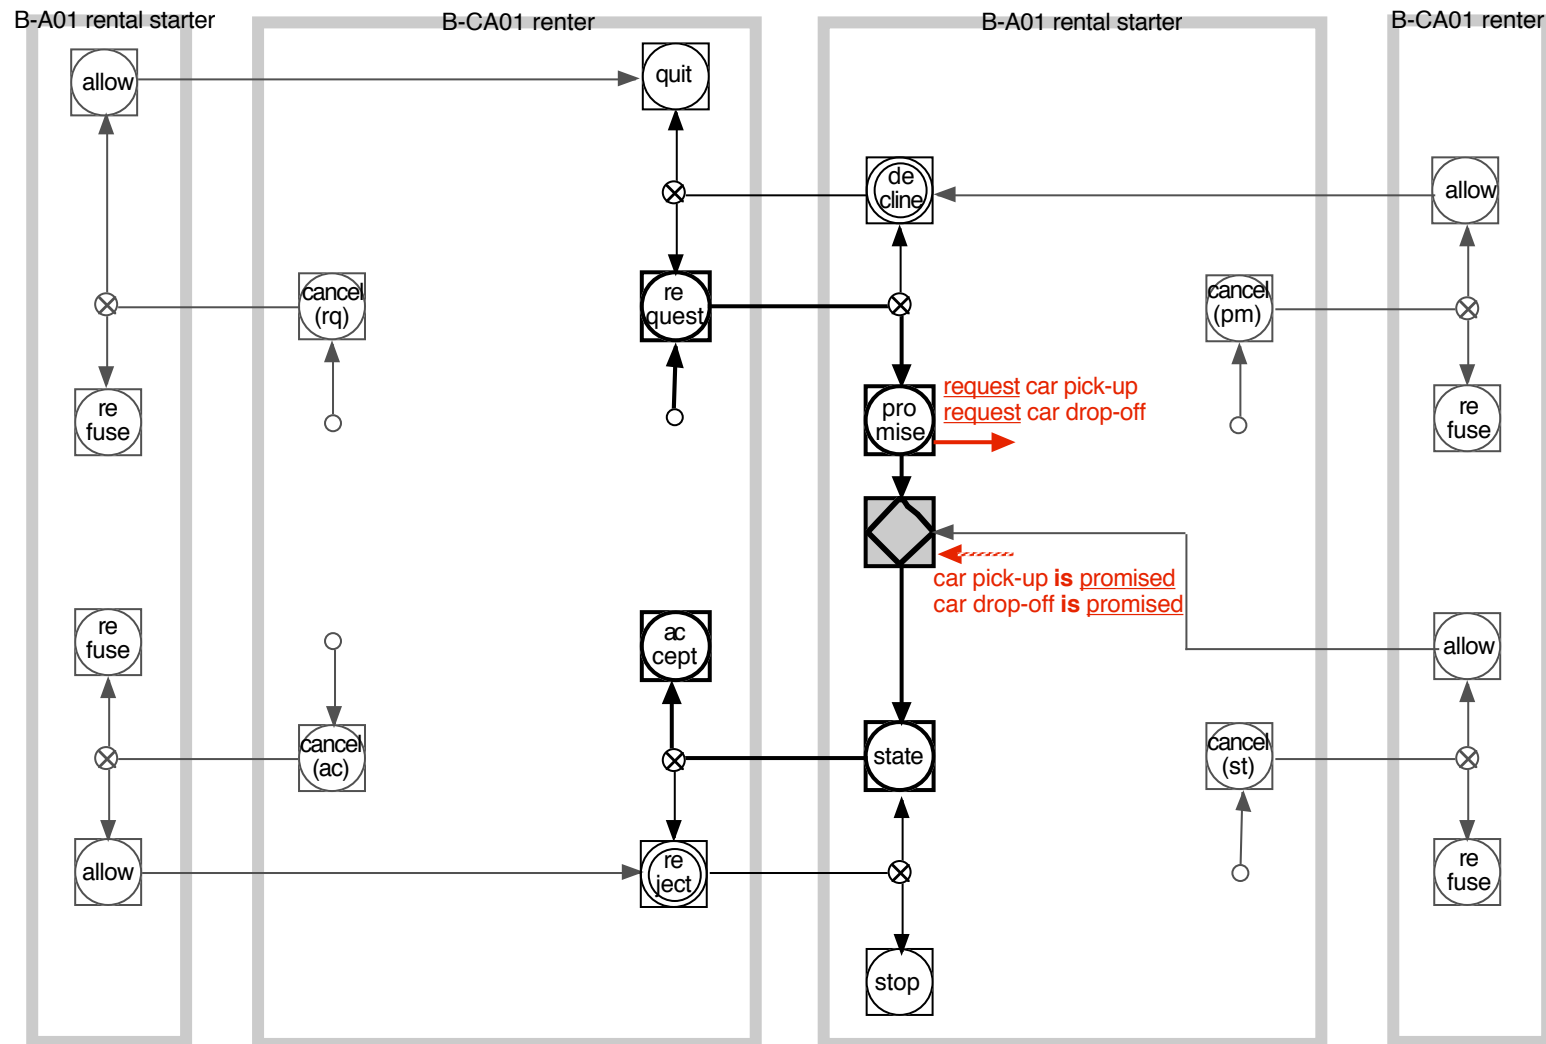 B-A01 rental starter
B-CA01 renter
B-A01 rental starter
B-CA01 renter
allow
quit
de
cline
allow
cancel
(rq)
re
quest
cancel
(pm)
re
fuse
pro
mise
request car pick-up
request car drop-off
re
fuse
car pick-up is promised
car drop-off is promised
re
fuse
ac
cept
allow
cancel
(ac)
state
cancel
(st)
allow
re
ject
re
fuse
stop